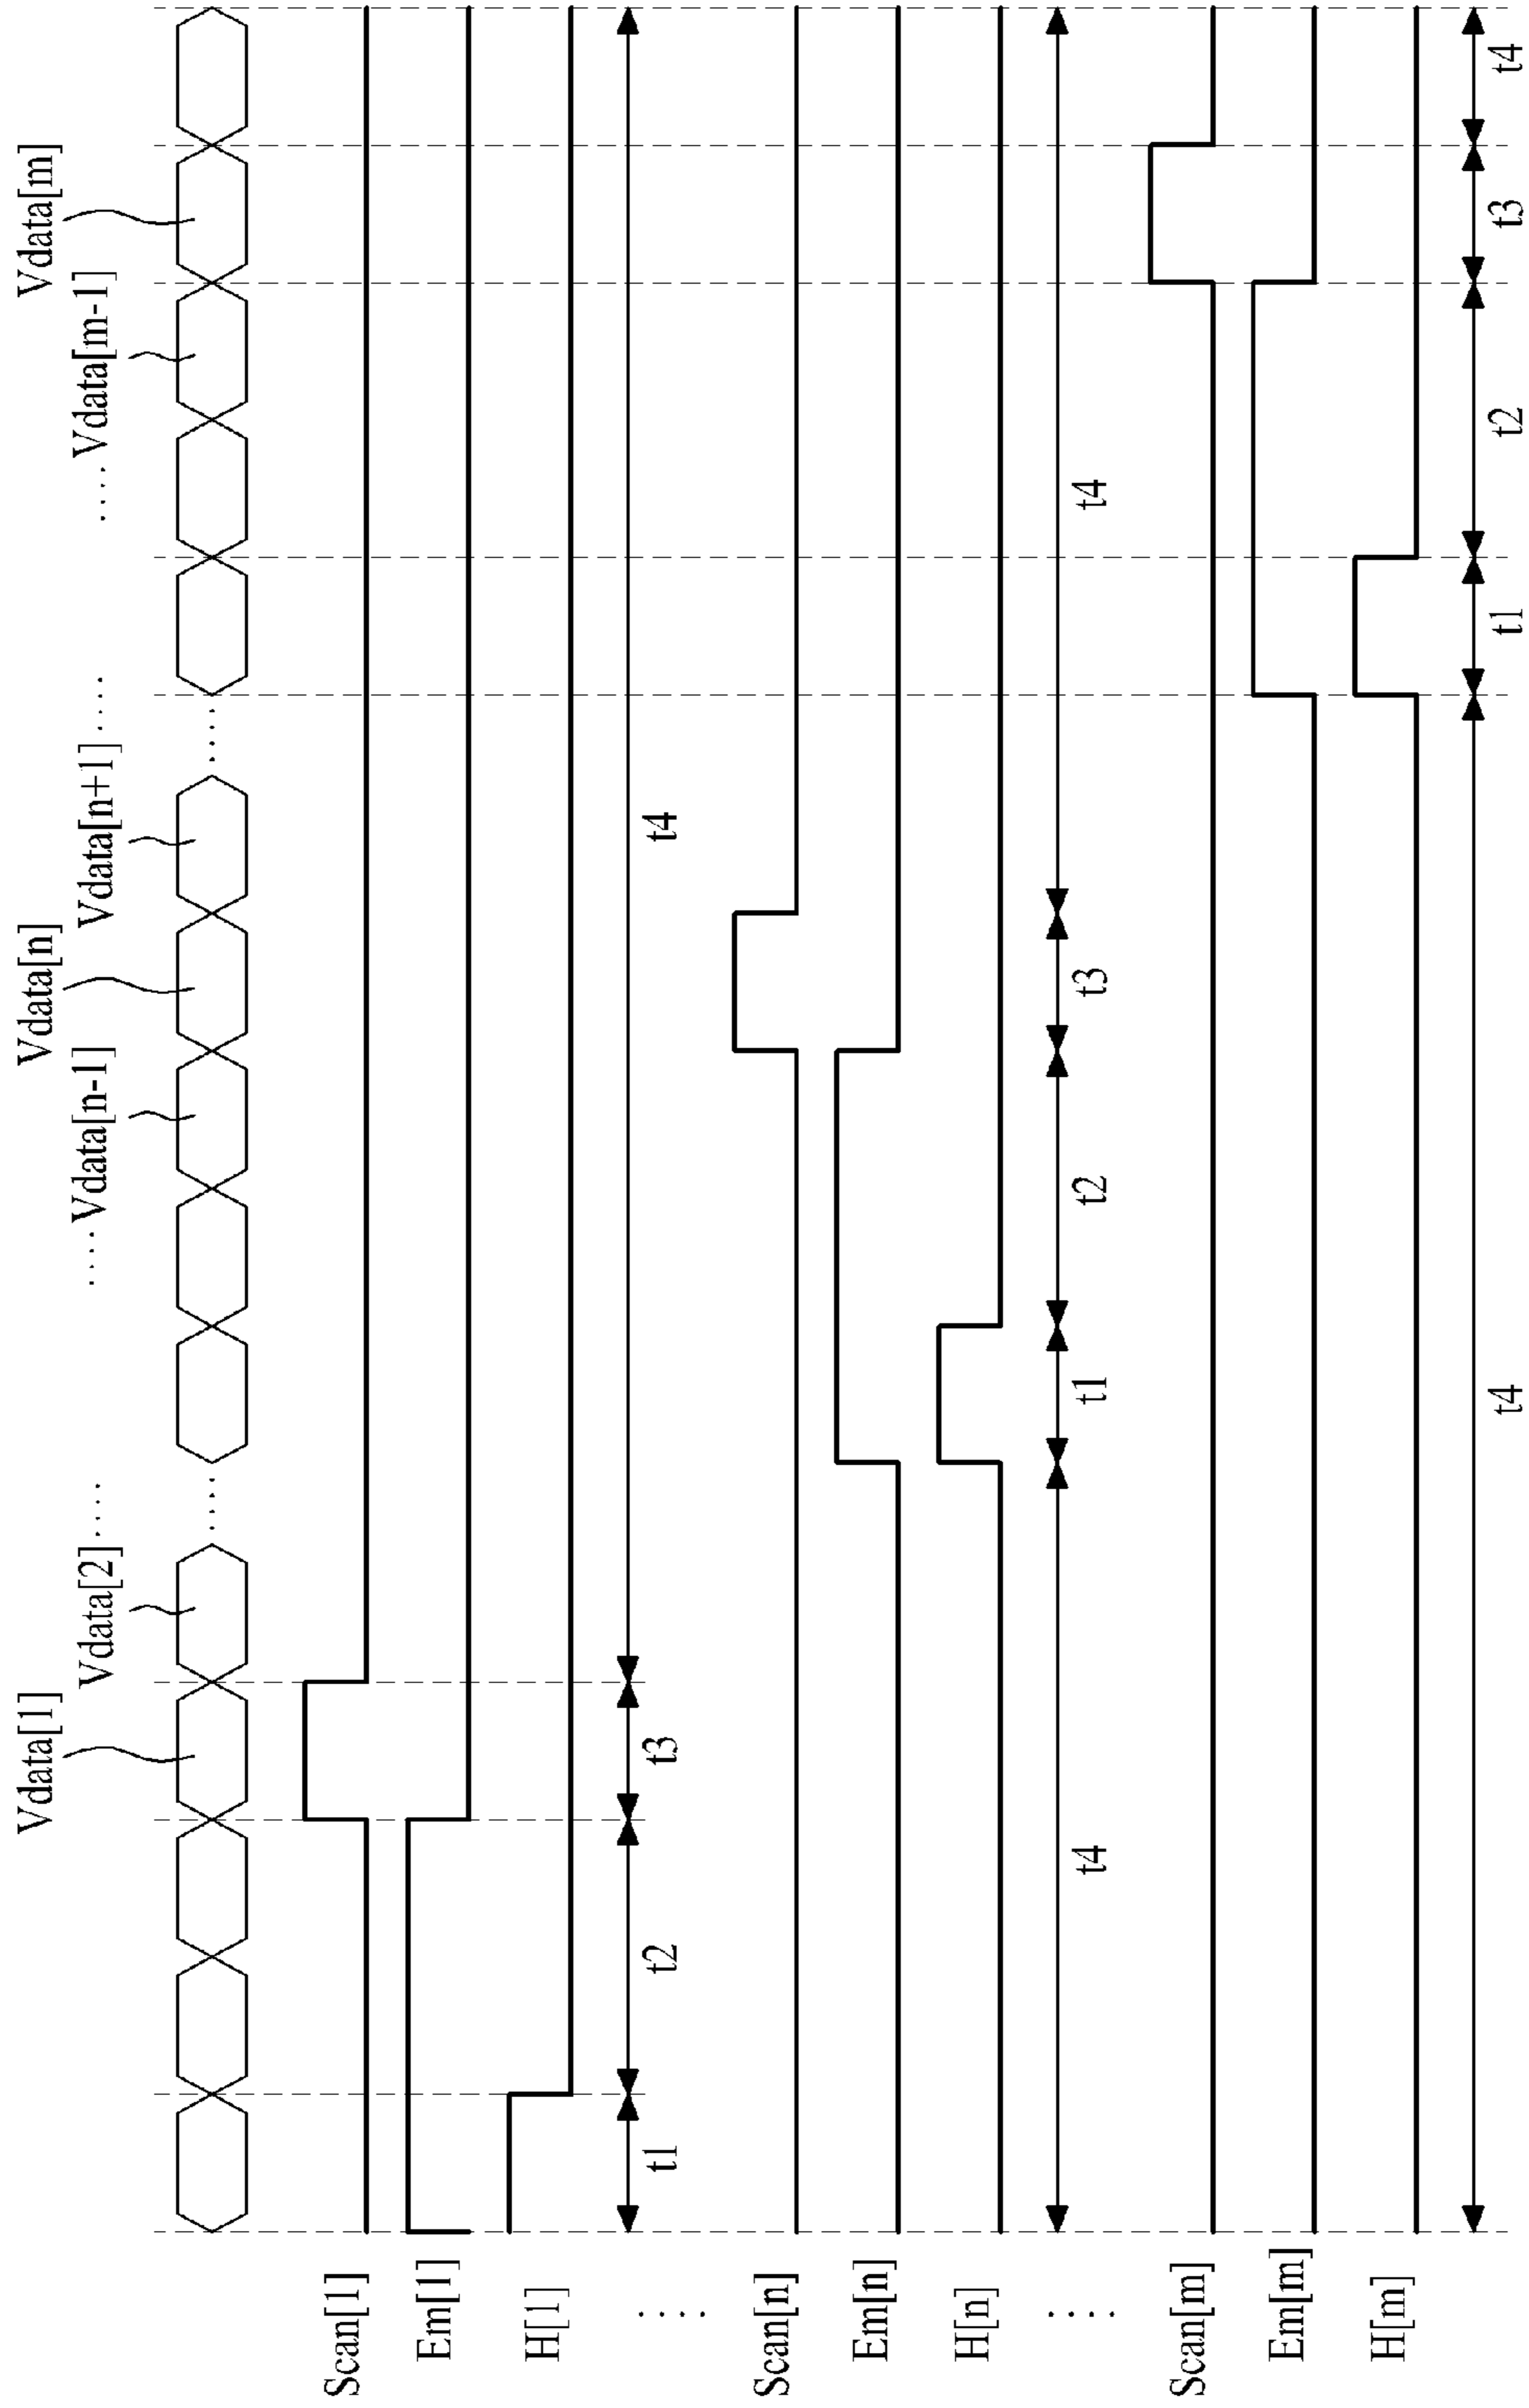 Vdata[1] Vdata[n] Vdata[m]
Vdata[2]···· ····Vdata[n-1] Vdata[n+1]···· ····Vdata[m-1]
···· ····
Scan[1]
Em[1]
H[1]
t1 t2 t3 t4
Scan[n]
Em[n]
H[n]
t4 t1 t2 t3 t4
Scan[m]
Em[m]
H[m]
t4 t1 t2 t3 t4